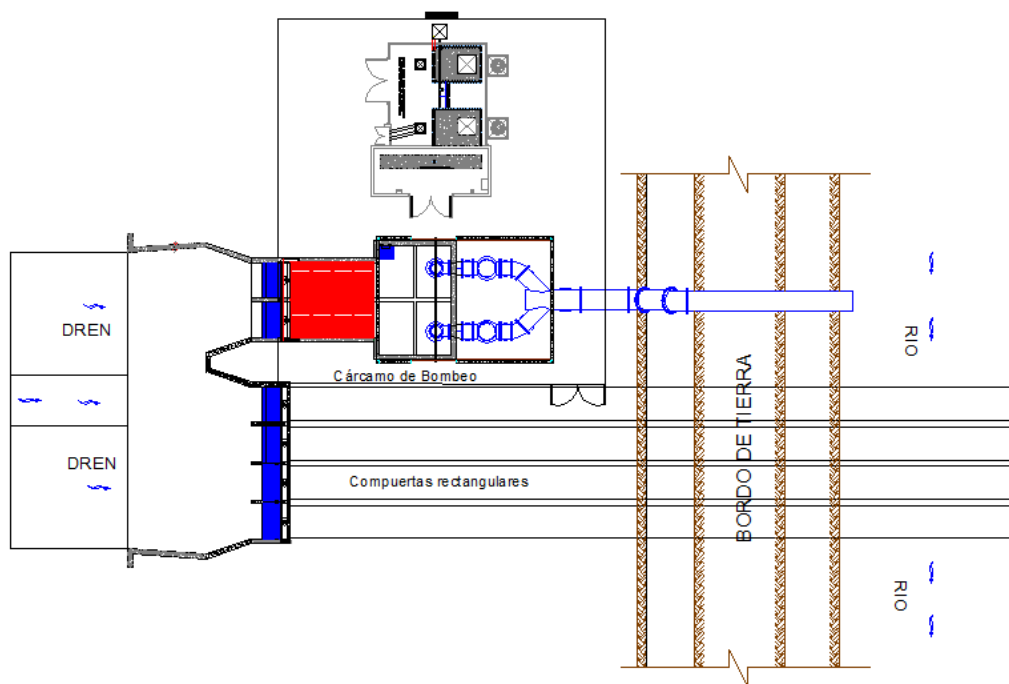 DREN
RIO
Cárcamo de Bombeo
BORDO DE TIERRA
DREN
Compuertas rectangulares
RIO